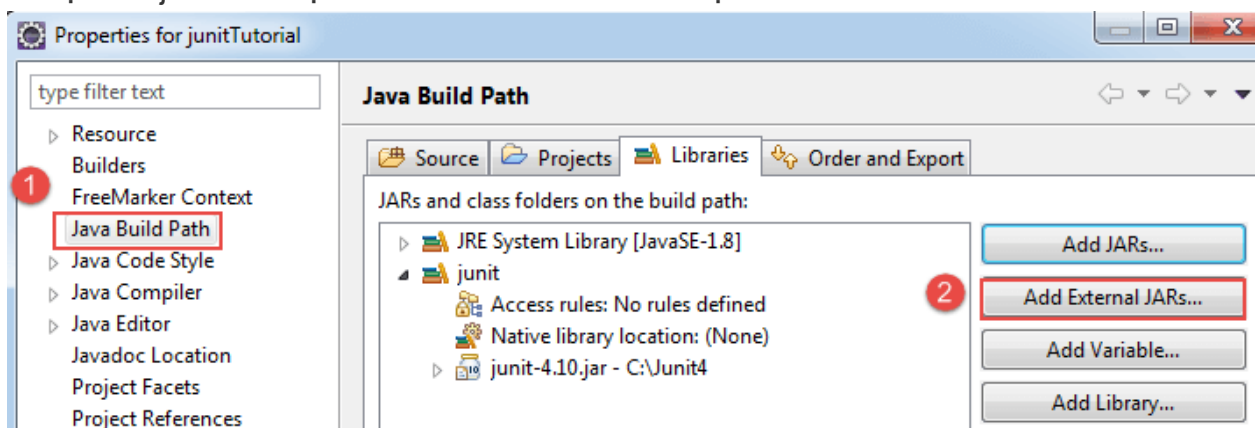 Properties for junitTutorial
type filter text
Resource
Builders
FreeMarker Context
Java Build Path
Java Code Style
Java Compiler
Java Editor
Javadoc Location
Project Facets
Project References
1
Java Build Path
Source Projects Libraries Order and Export
JARs and class folders on the build path:
JRE System Library [JavaSE-1.8]
junit
Access rules: No rules defined
Native library location: (None)
junit-4.10.jar - C:\Junit4
Add JARs...
2
Add External JARs...
Add Variable...
Add Library...